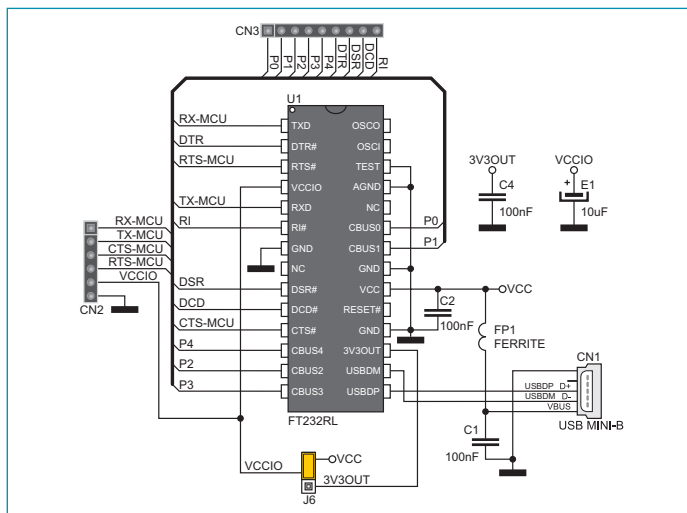 CN3
P0
P1
P2
P3
P4
DTR
DSR
DCD
RI
U1
RX-MCU
TXD
OSCO
DTR
DTR#
OSCI
RTS-MCU
RTS#
TEST
3V3OUT
VCCIO
VCCIO
AGND
C4
+
E1
TX-MCU
RXD
NC
100nF
10uF
RI
RI#
CBUS0
P0
RX-MCU
TX-MCU
GND
CBUS1
P1
CTS-MCU
RTS-MCU
NC
GND
VCCIO
DSR
DSR#
VCC
VCC
CN2
DCD
DCD#
RESET#
C2
100nF
CTS-MCU
CTS#
GND
FP1
FERRITE
P4
CBUS4
3V3OUT
CN1
P2
CBUS2
USBDM
P3
CBUS3
USBDP
USBDP D+
USBDM D-
VBUS
FT232RL
USB MINI-B
C1
100nF
VCCIO
VCC
3V3OUT
J6